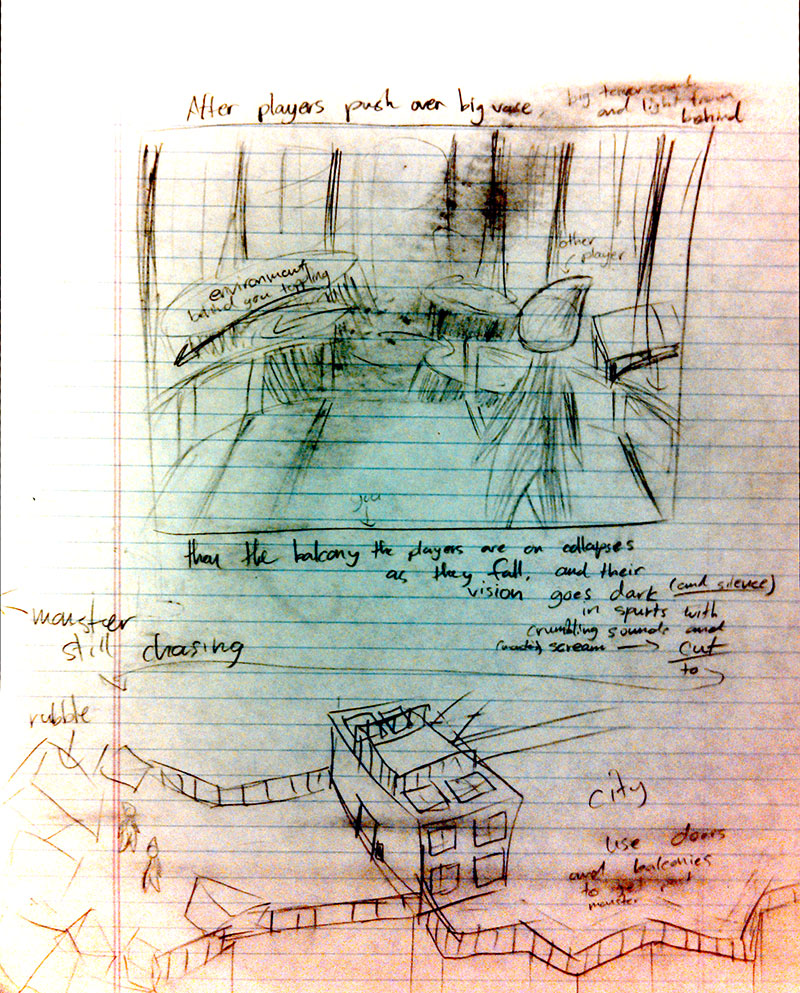 After players push over big vase
big tower
and light from
behind
other
player
environment
behind you toppling
you
then the balcony the players are on collapses
as they fall, and their
vision goes dark (and silence)
in spurts with
crumbling sounds and
scream → cut
to
monster
still chasing
rubble
city
use doors
and balconies
to get past
monster